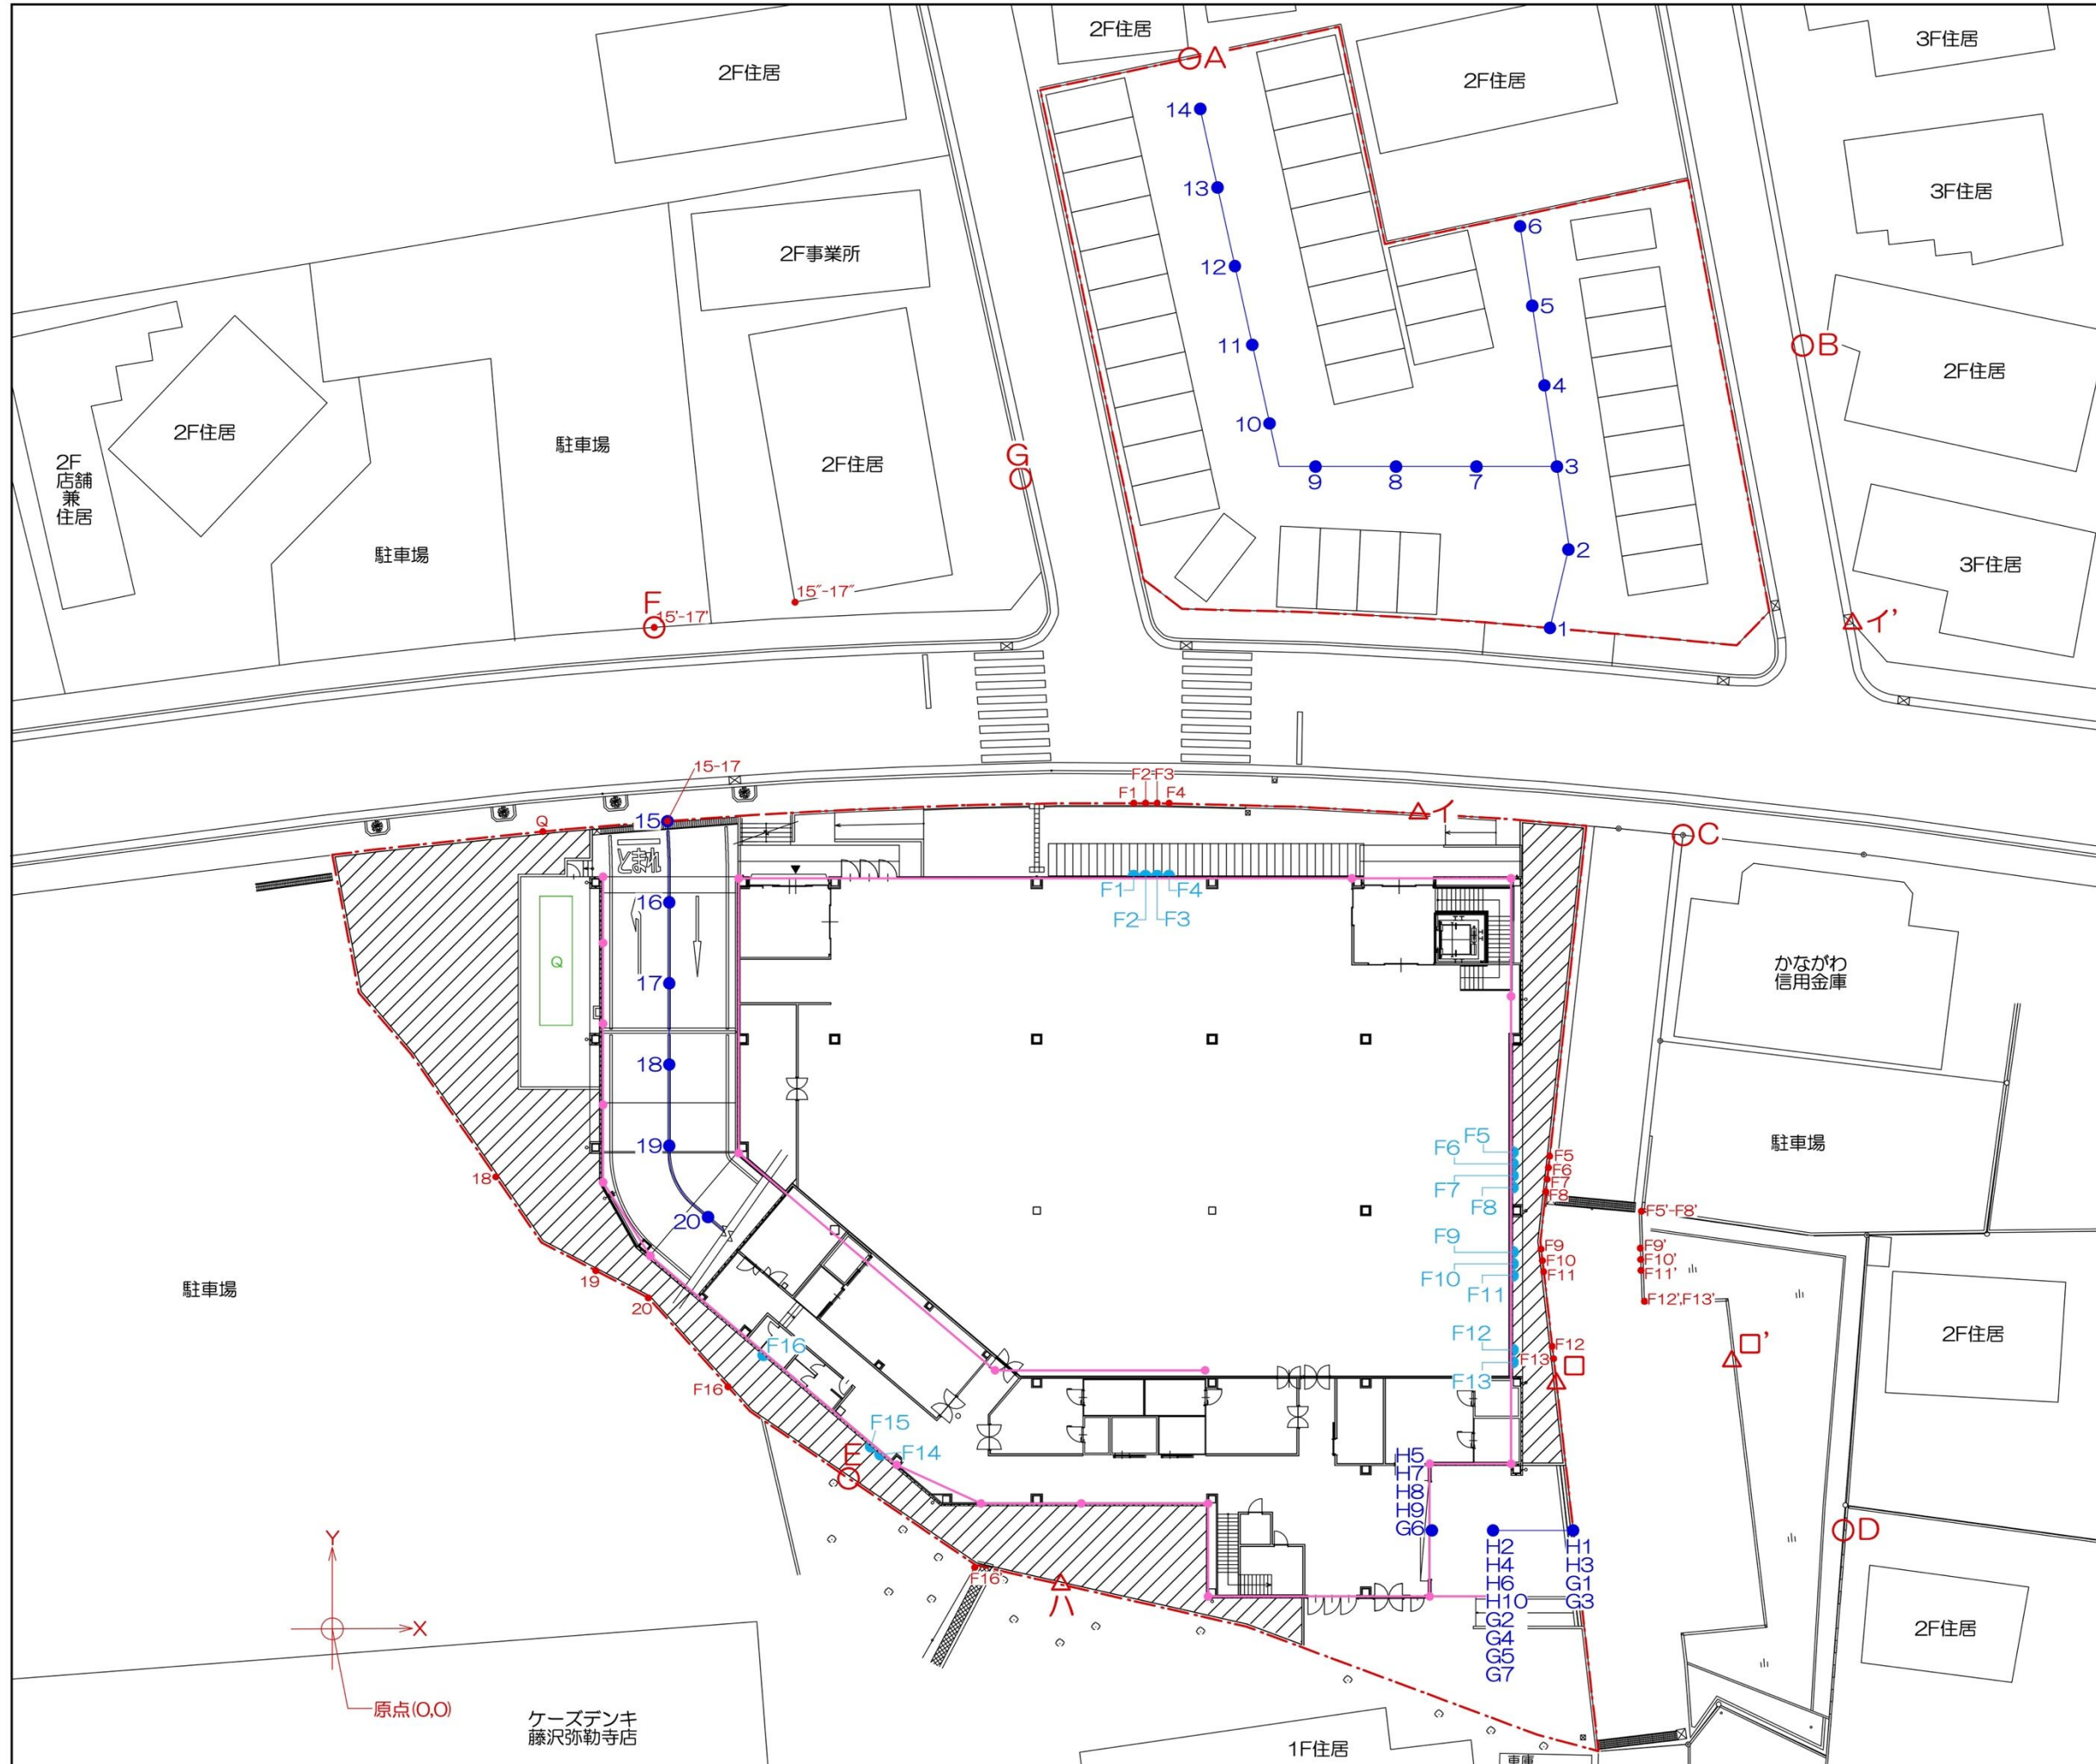 2F住居
2F住居
A
3F住居
2F住居
14
13
3F住居
2F事業所
6
12
5
11
B
2F住居
4
10
2F住居
駐車場
G
2F住居
3
9
8
7
2F
店舗
兼
住居
駐車場
2
3F住居
15″-17″
F
15'-17'
1
イ'
15-17
F2
F3
F1
F4
イ
Q
15
C
とまれ
F1
F4
F2
F3
16
Q
17
かながわ
信用金庫
18
19
F5
F6
F7
F8
駐車場
F5
F6
F7
F8
18
20
F5'-F8'
F9
F10
F11
F9
F10
F11
F9'
F10'
F11'
19
20
駐車場
F12',F13'
F12
F13
F12
F13
ロ
ロ'
2F住居
F16
F16
F15
F14
E
H5
H7
H8
H9
G6
H2
H4
H6
H10
G2
G4
G5
G7
H1
H3
G1
G3
D
F16'
ハ
Y
X
原点(0,0)
2F住居
ケーズデンキ
藤沢弥勒寺店
1F住居
車庫